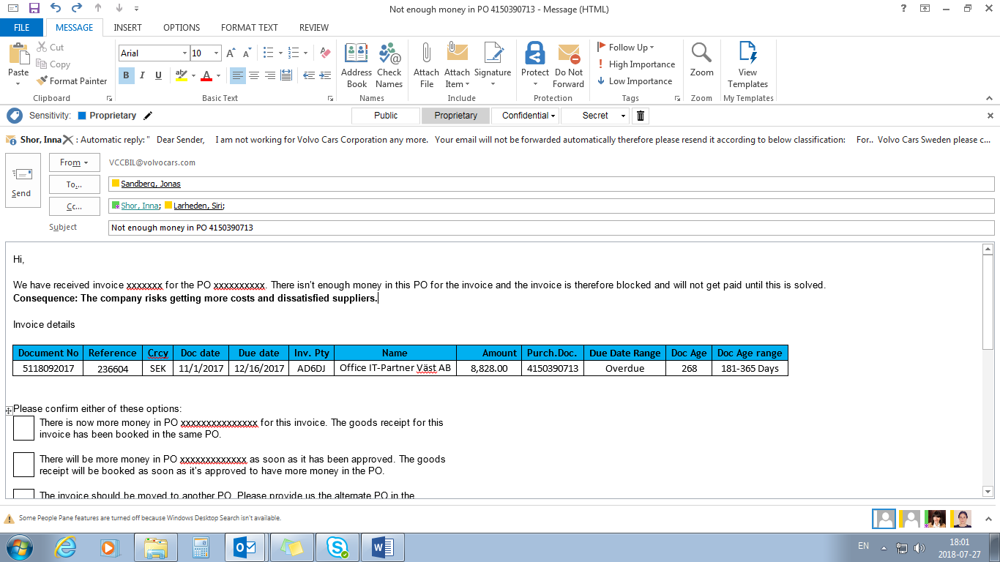 Not enough money in PO 4150390713 - Message (HTML)
FILE MESSAGE INSERT OPTIONS FORMAT TEXT REVIEW
Cut
Copy
Format Painter
Paste
Clipboard
Arial 10
B I U
Basic Text
Address Book
Check Names
Names
Attach File
Attach Item
Signature
Include
Protect
Do Not Forward
Protection
Follow Up
High Importance
Low Importance
Tags
Zoom
Zoom
View Templates
My Templates
Sensitivity: Proprietary Public Proprietary Confidential Secret
Shor, Inna : Automatic reply: " Dear Sender, I am not working for Volvo Cars Corporation any more. Your email will not be forwarded automatically therefore please resend it according to below classification: For.. Volvo Cars Sweden please c...
Send
From VCCBIL@volvocars.com
To... Sandberg, Jonas
Cc... Shor, Inna; Larheden, Siri;
Subject Not enough money in PO 4150390713
Hi,
We have received invoice xxxxxxx for the PO xxxxxxxxxx. There isn't enough money in this PO for the invoice and the invoice is therefore blocked and will not get paid until this is solved.
Consequence: The company risks getting more costs and dissatisfied suppliers.
Invoice details
Document No Reference Crcy Doc date Due date Inv. Pty Name Amount Purch.Doc. Due Date Range Doc Age Doc Age range
5118092017 236604 SEK 11/1/2017 12/16/2017 AD6DJ Office IT-Partner Väst AB 8,828.00 4150390713 Overdue 268 181-365 Days
Please confirm either of these options:
There is now more money in PO xxxxxxxxxxxxxxx for this invoice. The goods receipt for this
invoice has been booked in the same PO.
There will be more money in PO xxxxxxxxxxxxx as soon as it has been approved. The goods
receipt will be booked as soon as it's approved to have more money in the PO.
The invoice should be moved to another PO. Please provide us the alternate PO in the
Some People Pane features are turned off because Windows Desktop Search isn't available.
EN 18:01
2018-07-27